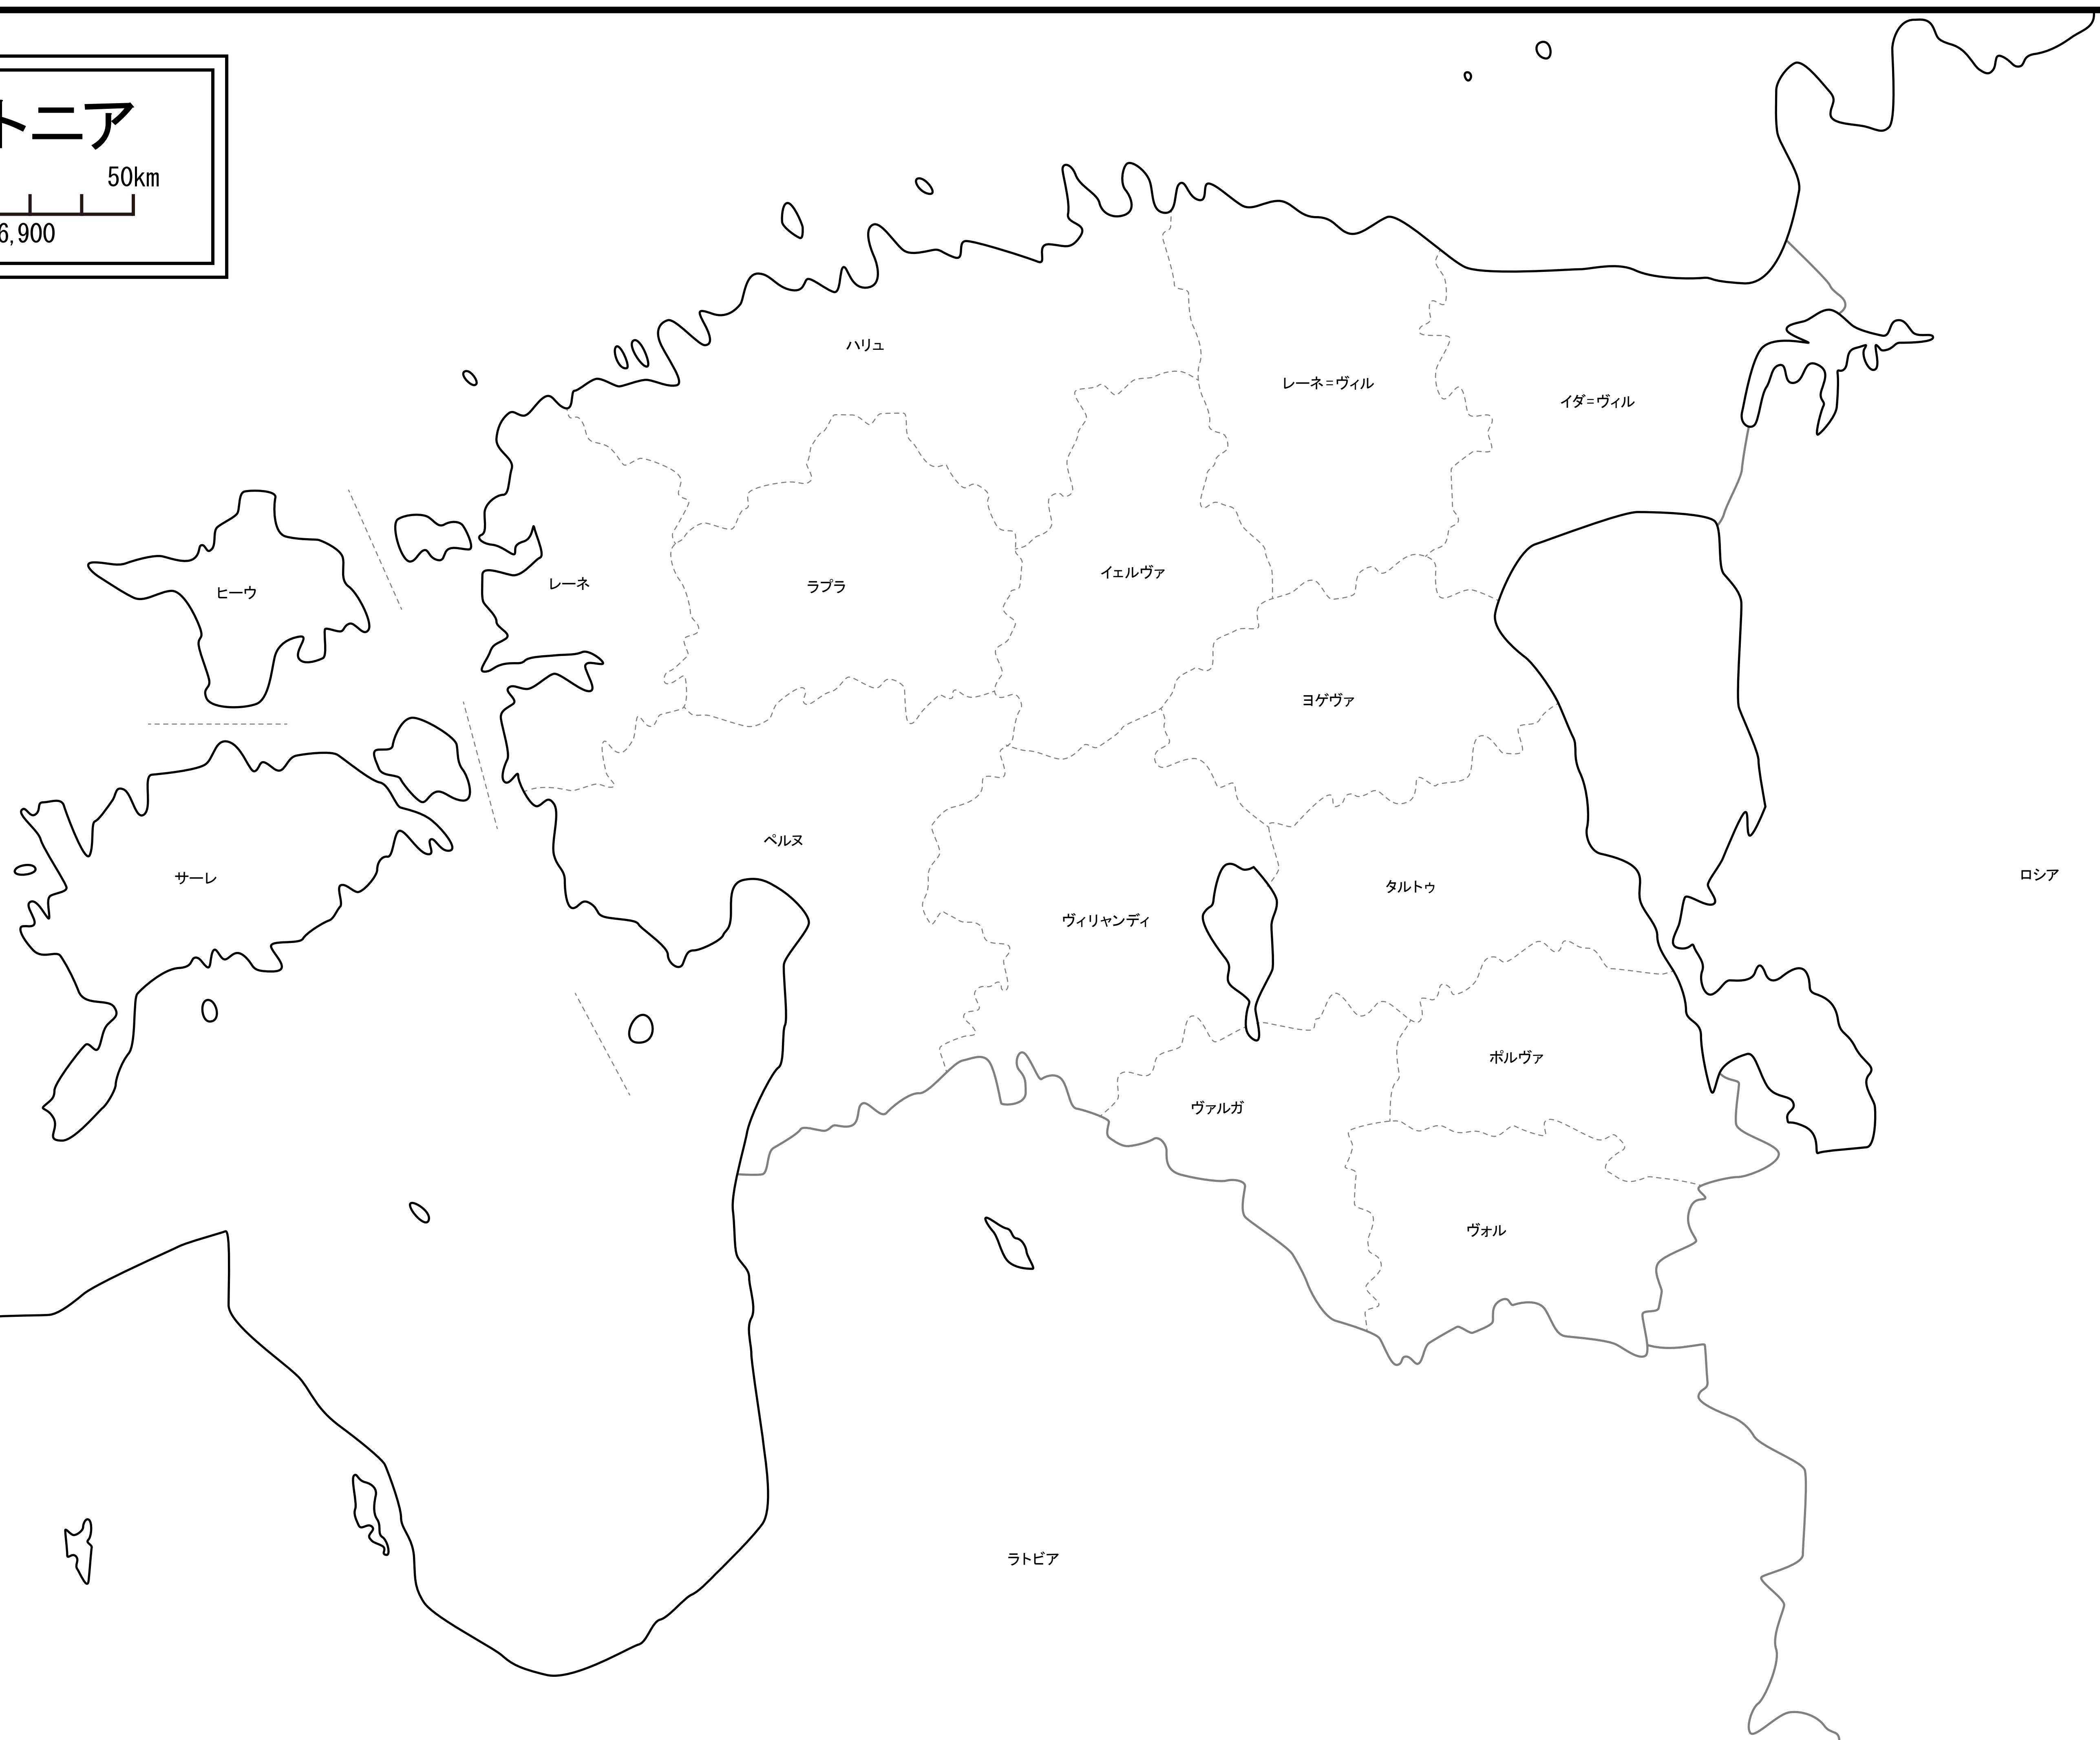 トニア
50km
6,900
ハリュ
レーネ=ヴィル
イダ=ヴィル
ヒーウ
レーネ
ラプラ
イェルヴァ
ヨゲヴァ
サーレ
ペルヌ
ヴィリャンディ
タルトゥ
ロシア
ポルヴァ
ヴァルガ
ヴォル
ラトビア